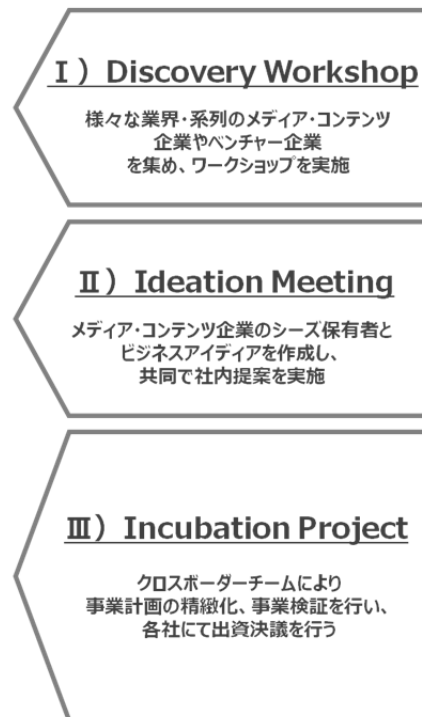 Ⅰ）Discovery Workshop
様々な業界・系列のメディア・コンテンツ
企業やベンチャー企業
を集め、ワークショップを実施
Ⅱ）Ideation Meeting
メディア・コンテンツ企業のシーズ保有者と
ビジネスアイディアを作成し、
共同で社内提案を実施
Ⅲ）Incubation Project
クロスボーダーチームにより
事業計画の精緻化、事業検証を行い、
各社にて出資決議を行う